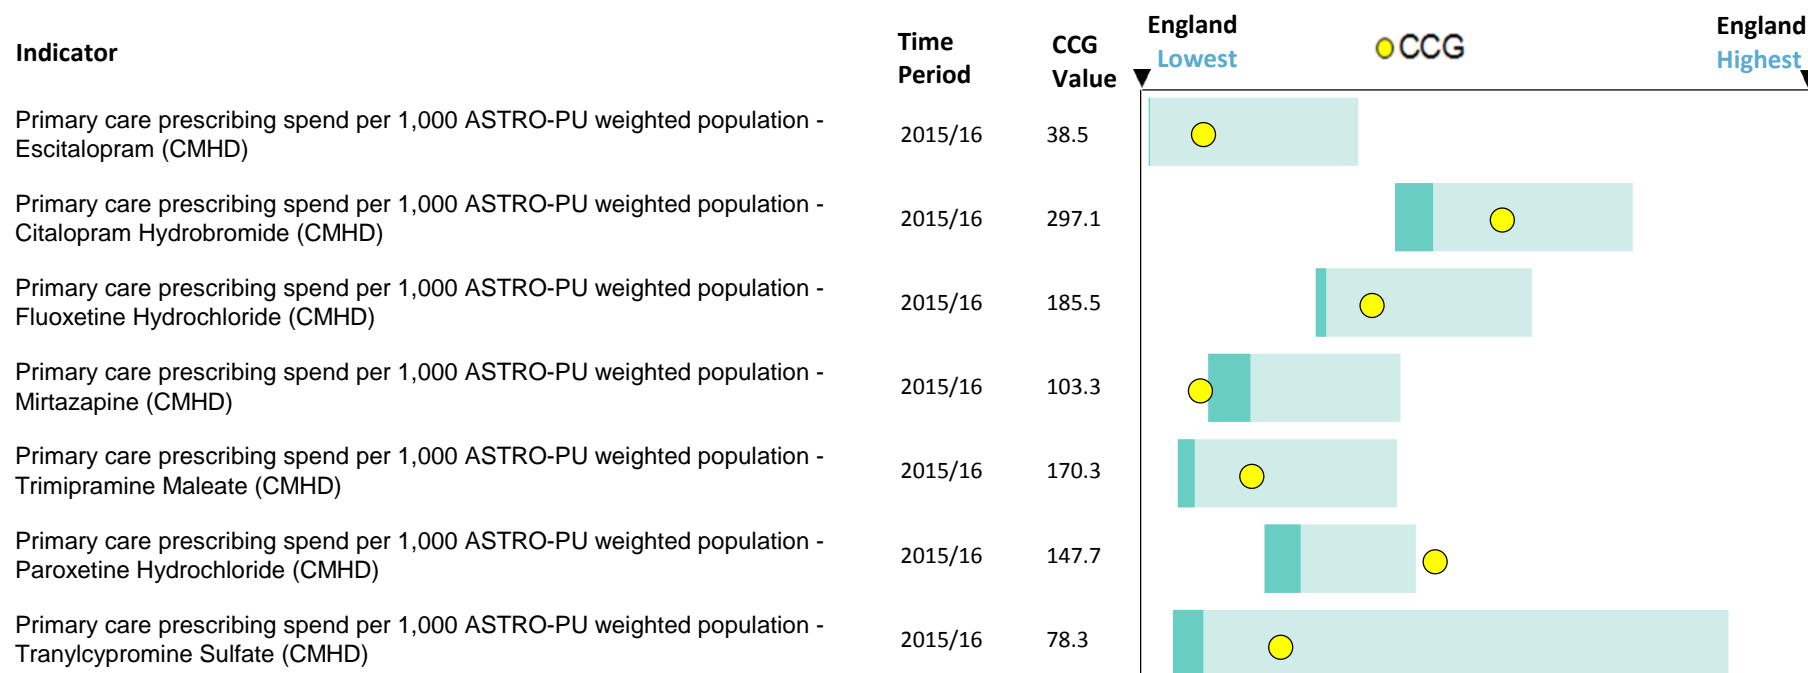 Indicator
Time
Period
CCG
Value
England
Lowest
CCG
England
Highest
Primary care prescribing spend per 1,000 ASTRO-PU weighted population -
Escitalopram (CMHD)
2015/16
38.5
Primary care prescribing spend per 1,000 ASTRO-PU weighted population -
Citalopram Hydrobromide (CMHD)
2015/16
297.1
Primary care prescribing spend per 1,000 ASTRO-PU weighted population -
Fluoxetine Hydrochloride (CMHD)
2015/16
185.5
Primary care prescribing spend per 1,000 ASTRO-PU weighted population -
Mirtazapine (CMHD)
2015/16
103.3
Primary care prescribing spend per 1,000 ASTRO-PU weighted population -
Trimipramine Maleate (CMHD)
2015/16
170.3
Primary care prescribing spend per 1,000 ASTRO-PU weighted population -
Paroxetine Hydrochloride (CMHD)
2015/16
147.7
Primary care prescribing spend per 1,000 ASTRO-PU weighted population -
Tranylcypromine Sulfate (CMHD)
2015/16
78.3